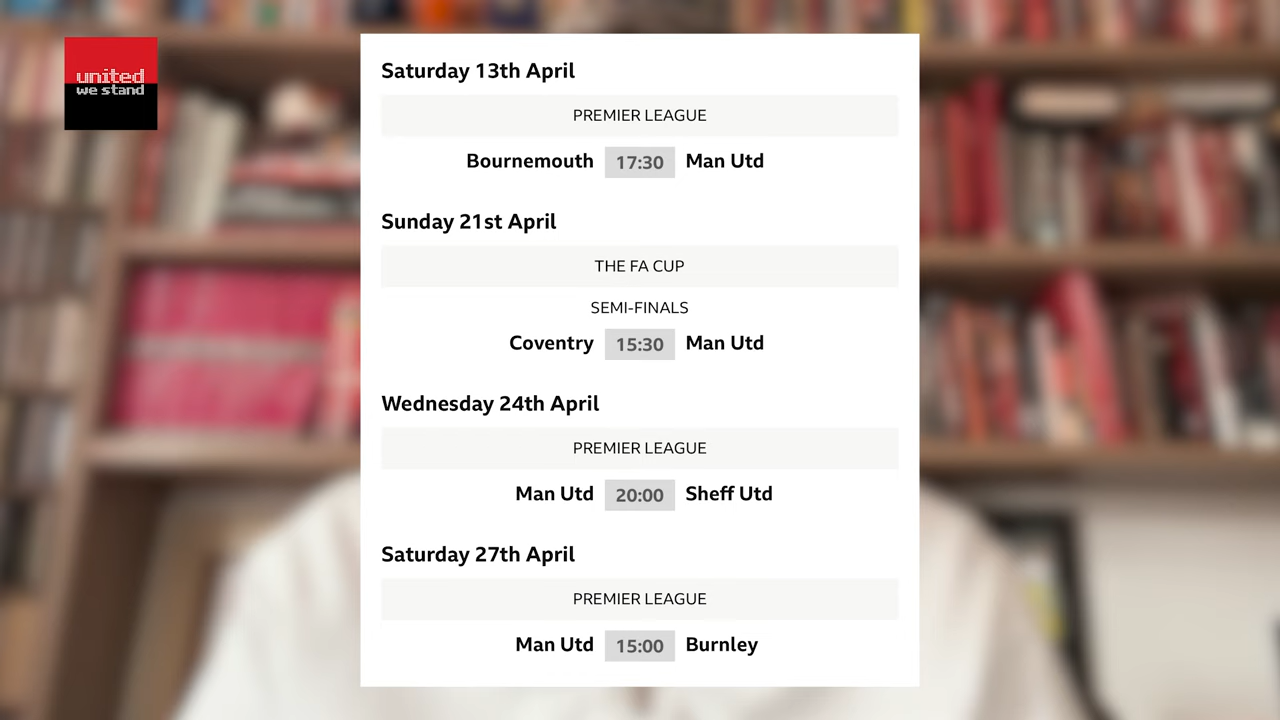 united
we stand
Saturday 13th April
PREMIER LEAGUE
Bournemouth 17:30 Man Utd
Sunday 21st April
THE FA CUP
SEMI-FINALS
Coventry 15:30 Man Utd
Wednesday 24th April
PREMIER LEAGUE
Man Utd 20:00 Sheff Utd
Saturday 27th April
PREMIER LEAGUE
Man Utd 15:00 Burnley